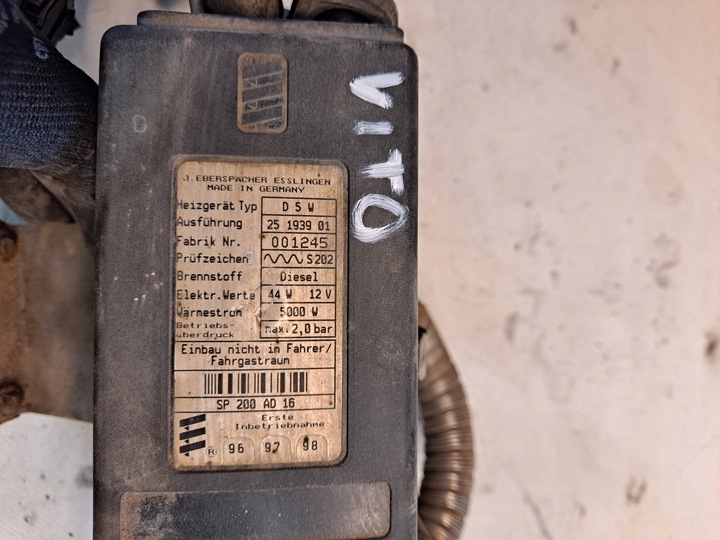 VITO
J. EBERSPÄCHER ESSLINGEN
MADE IN GERMANY
Heizgerät Typ D 5 W
Ausführung 25 1939 01
Fabrik Nr. 001245
Prüfzeichen S202
Brennstoff Diesel
Elektr. Werte 44 W 12 V
Wärmestrom 5000 W
Betriebs-
überdruck max. 2,0 bar
Einbau nicht im Fahrer/
Fahrgastraum
SP 200 AD 16
Erste
Inbetriebnahme
® 96 97 98